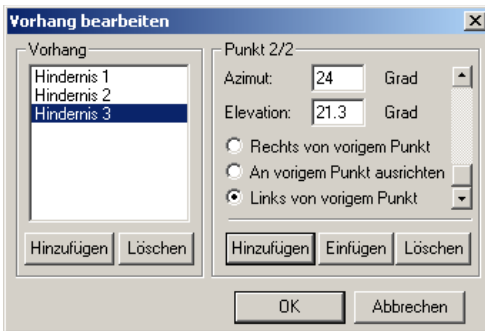 Vorhang bearbeiten
Vorhang
Hindernis 1
Hindernis 2
Hindernis 3
Hinzufügen Löschen
Punkt 2/2
Azimut: 24 Grad
Elevation: 21.3 Grad
Rechts von vorigem Punkt
An vorigem Punkt ausrichten
Links von vorigem Punkt
Hinzufügen Einfügen Löschen
OK Abbrechen